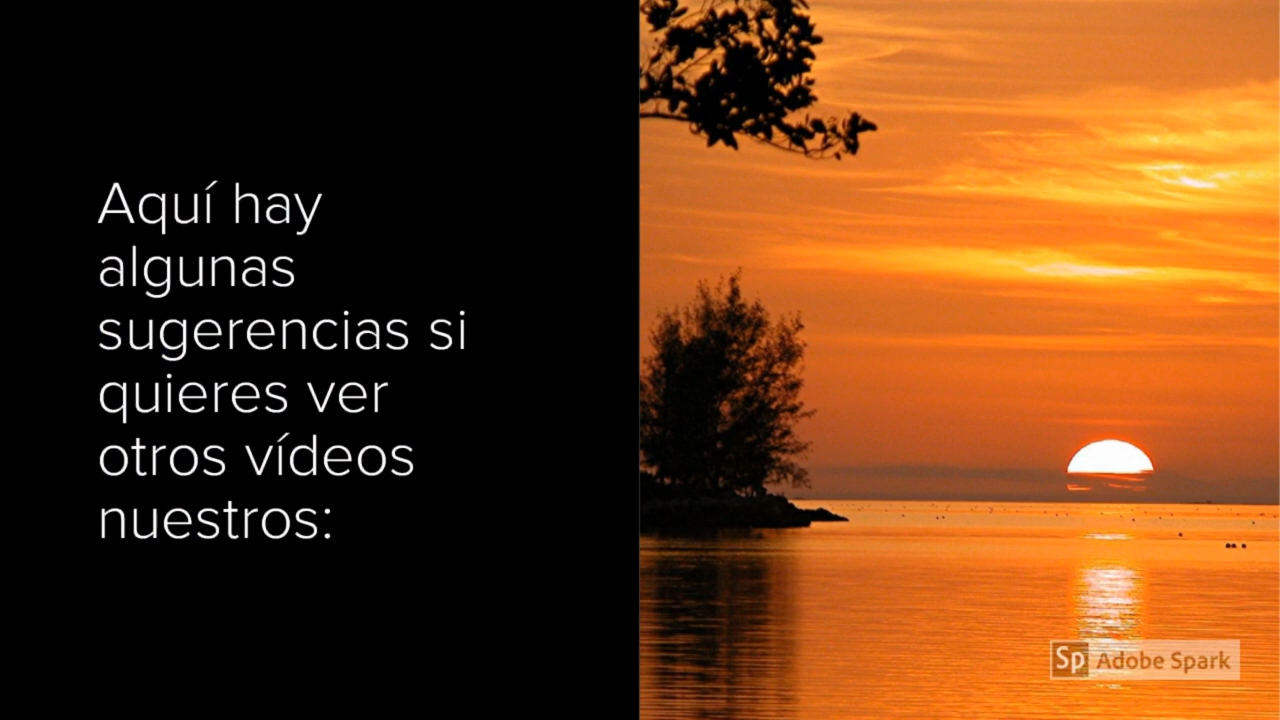 Aquí hay
algunas
sugerencias si
quieres ver
otros vídeos
nuestros:
Sp Adobe Spark